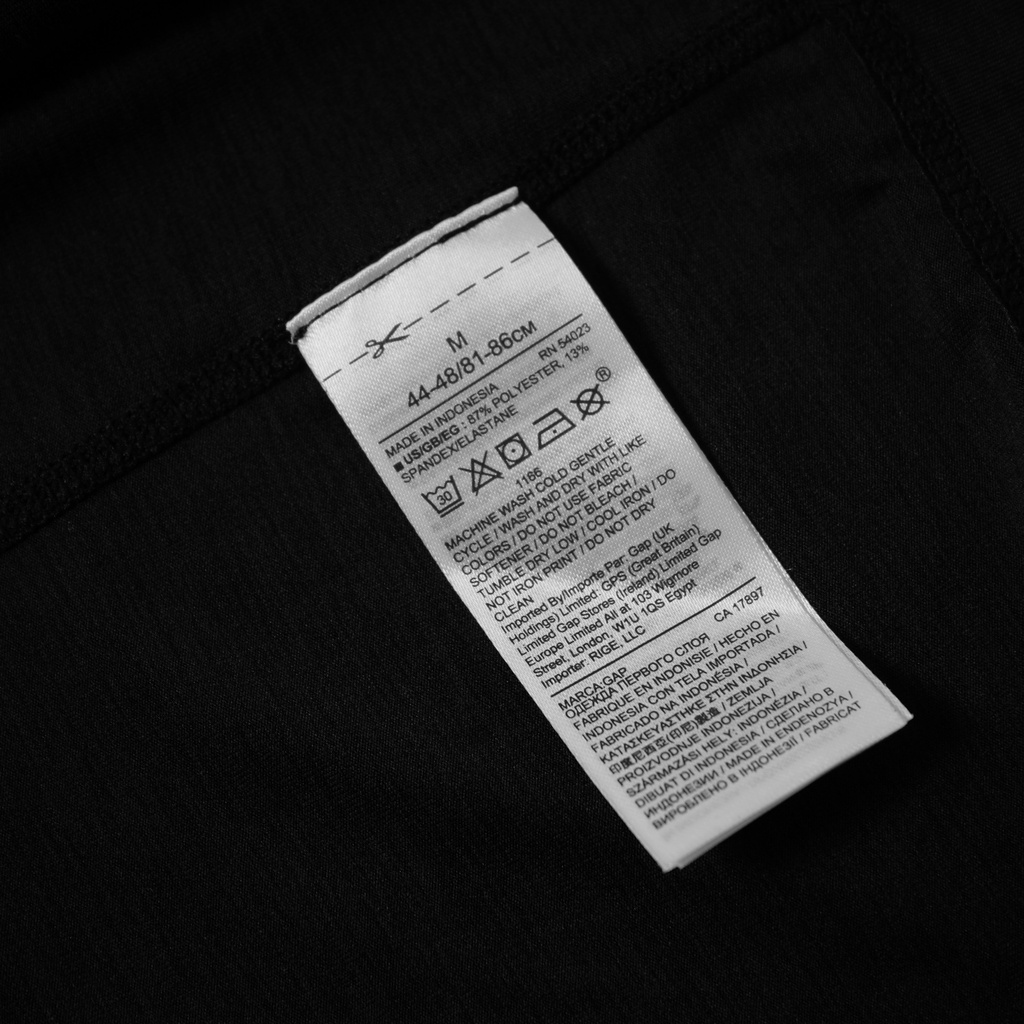 M
44-48/81-86см
MADE IN INDONESIA RN 54023
■ US/GB/EG : 87% POLYESTER, 13%
SPANDEX/ELASTANE
30 ®
1166
MACHINE WASH COLD GENTLE
CYCLE / WASH AND DRY WITH LIKE
COLORS / DO NOT USE FABRIC
SOFTENER / DO NOT BLEACH /
TUMBLE DRY LOW / COOL IRON / DO
NOT IRON PRINT / DO NOT DRY
CLEAN
Imported By/Importe Par: Gap (UK
Holdings) Limited: GPS (Great Britain)
Limited Gap Stores (Ireland) Limited Gap
Europe Limited All at 103 Wigmore
Street, London, W1U 1QS Egypt
Importer: RIGE, LLC
CA 17897
MARCA:GAP
ОДЕЖДА ПЕРВОГО СЛОЯ
FABRIQUE EN INDONISIE / HECHO EN
INDONESIA CON TELA IMPORTADA /
FABRICADO NA INDONÉSIA /
ΚΑΤΑΣΚΕΥΑΣΤΗΚΕ ΣΤΗΝ ΙΝΔΟΝΗΣΙΑ /
印度尼西亞(印尼)製造 / ZEMLJA
PROIZVODNJE INDONEZIJA /
SZÁRMAZÁSI HELY: INDONÉZIA /
DIBUAT DI INDONESIA / СДЕЛАНО В
ИНДОНЕЗИИ / MADE IN ENDENOZYA /
ВИРОБЛЕНО В ІНДОНЕЗІЇ / FABRICAT